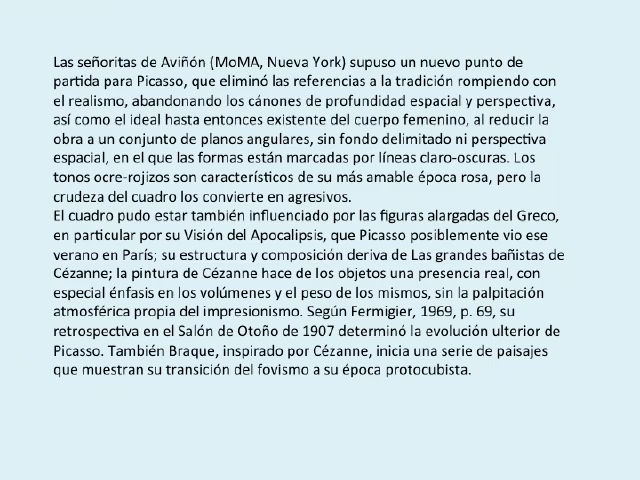 Las señoritas de Aviñón (MoMA, Nueva York) supuso un nuevo punto de
partida para Picasso, que eliminó las referencias a la tradición rompiendo con
el realismo, abandonando los cánones de profundidad espacial y perspectiva,
así como el ideal hasta entonces existente del cuerpo femenino, al reducir la
obra a un conjunto de planos angulares, sin fondo delimitado ni perspectiva
espacial, en el que las formas están marcadas por líneas claro-oscuras. Los
tonos ocre-rojizos son característicos de su más amable época rosa, pero la
crudeza del cuadro los convierte en agresivos.
El cuadro pudo estar también influenciado por las figuras alargadas del Greco,
en particular por su Visión del Apocalipsis, que Picasso posiblemente vio ese
verano en París; su estructura y composición deriva de Las grandes bañistas de
Cézanne; la pintura de Cézanne hace de los objetos una presencia real, con
especial énfasis en los volúmenes y el peso de los mismos, sin la palpitación
atmosférica propia del impresionismo. Según Fermigier, 1969, p. 69, su
retrospectiva en el Salón de Otoño de 1907 determinó la evolución ulterior de
Picasso. También Braque, inspirado por Cézanne, inicia una serie de paisajes
que muestran su transición del fovismo a su época protocubista.